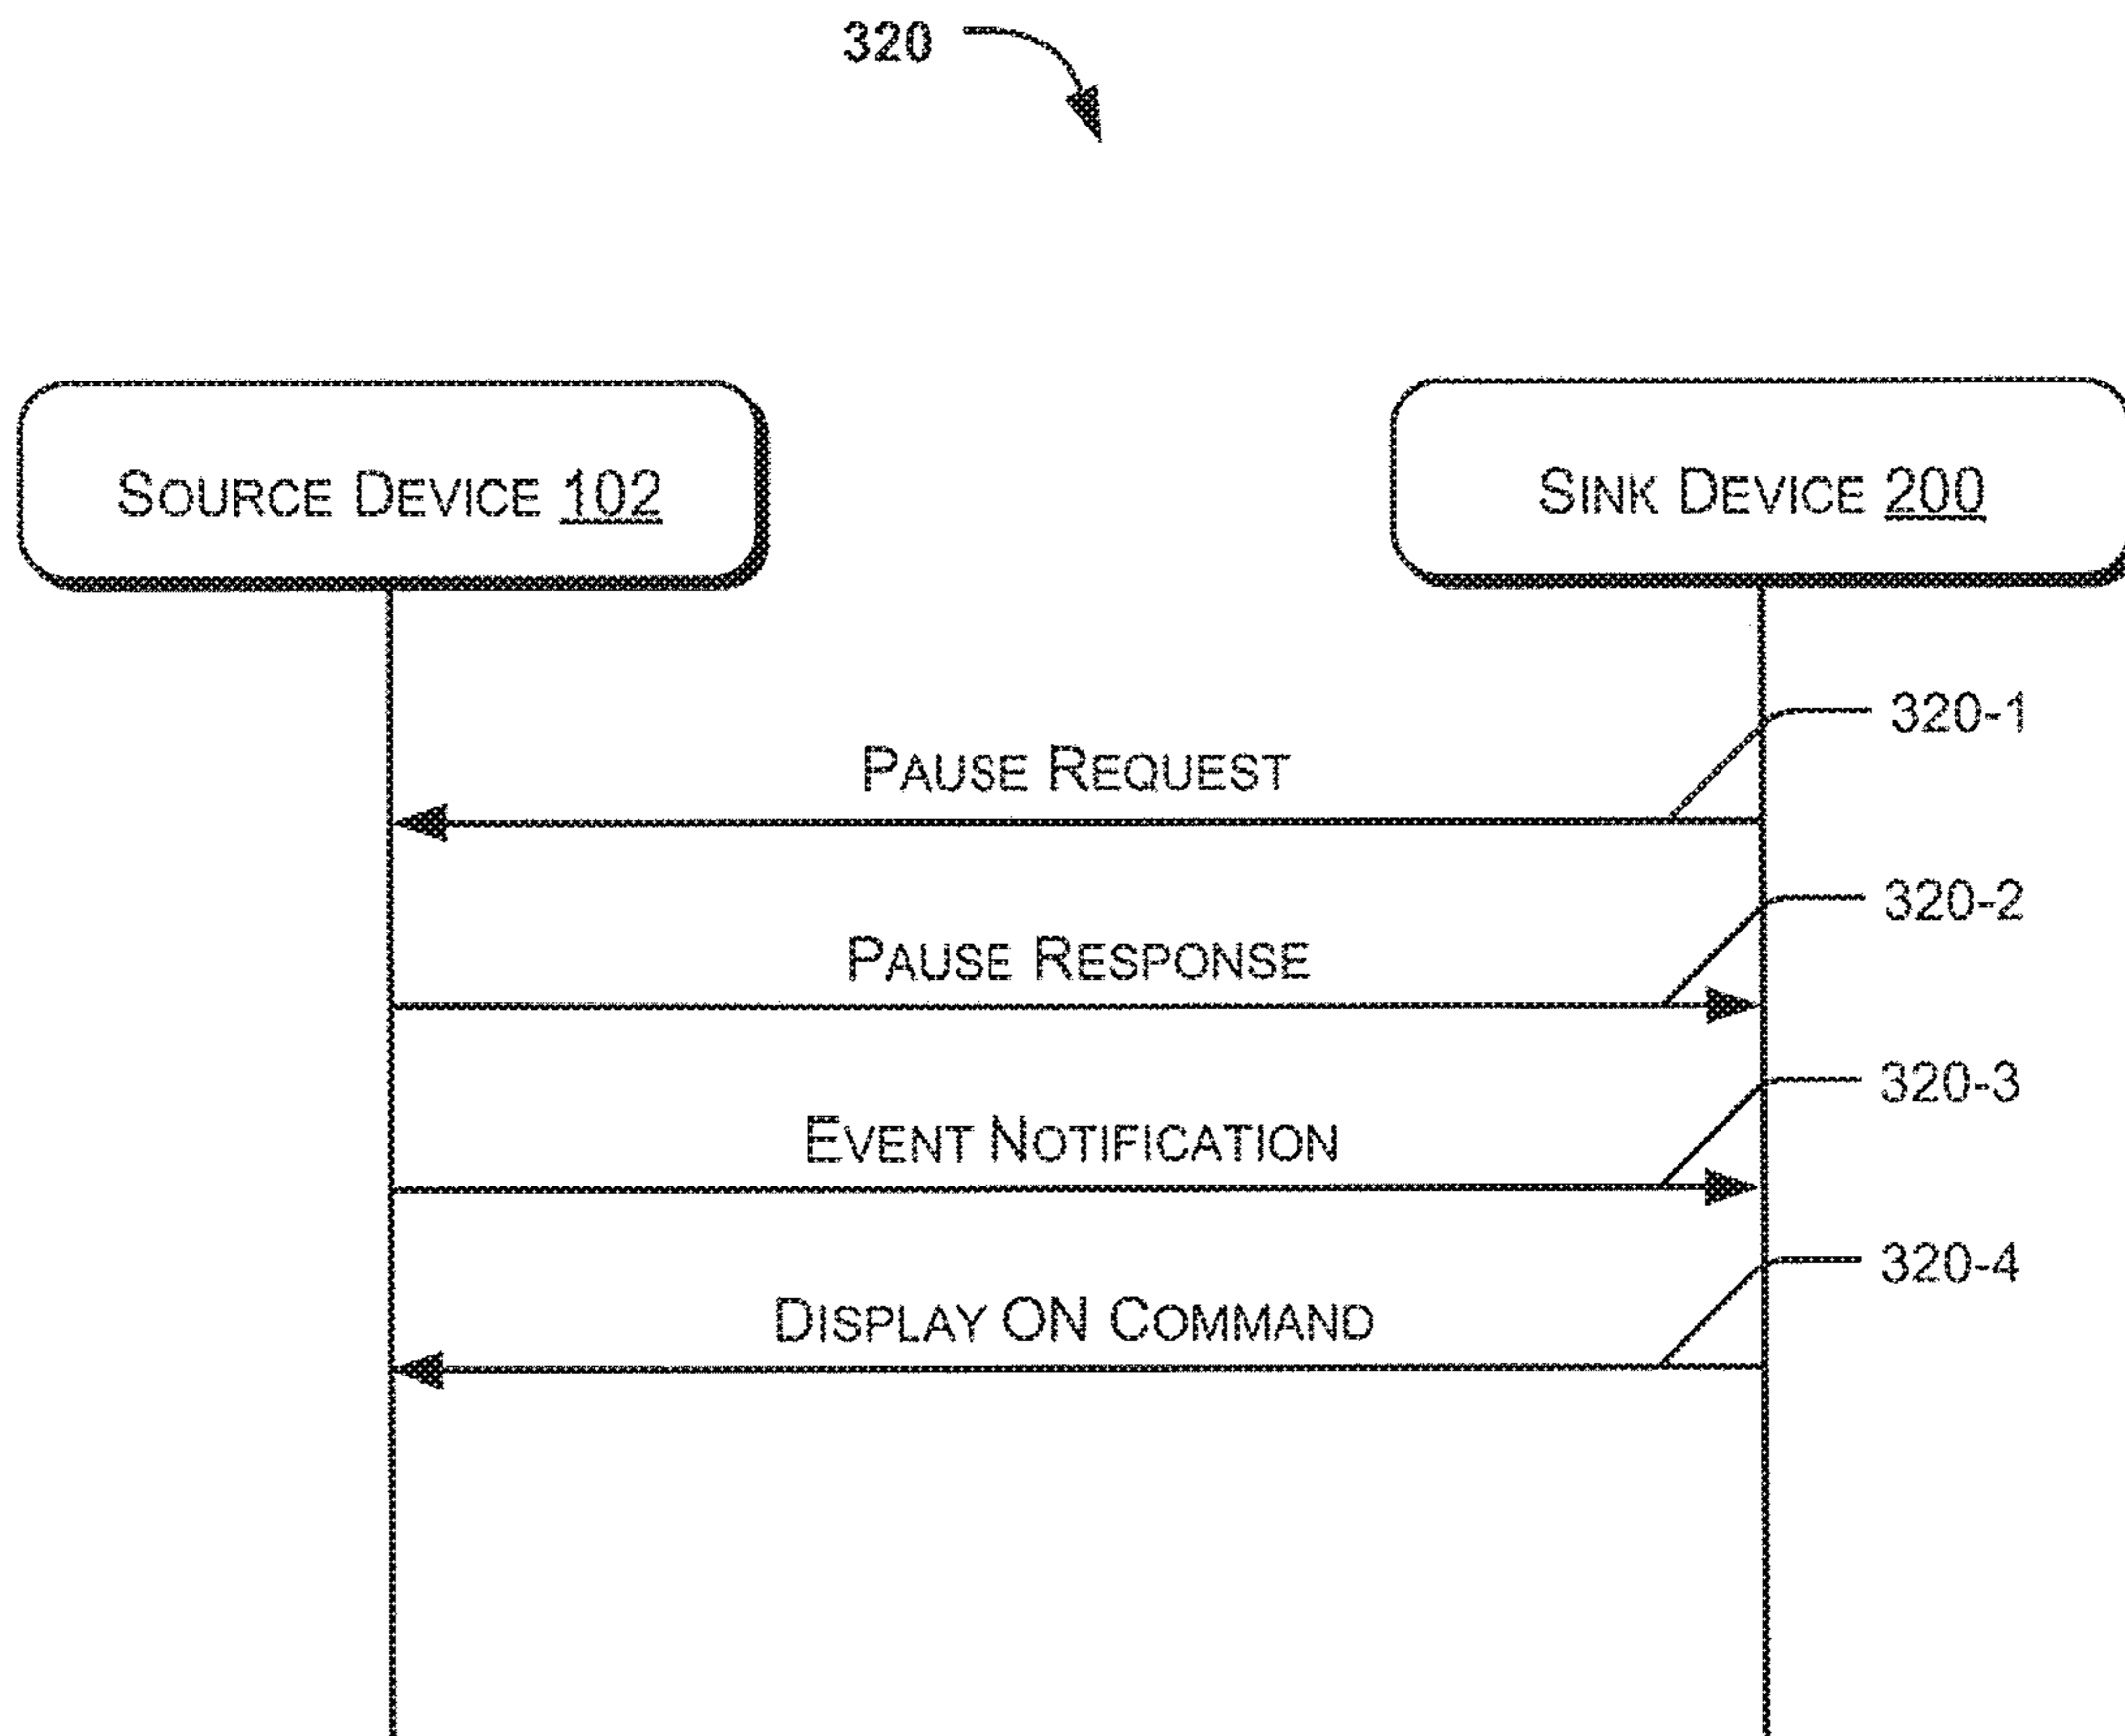 320
SOURCE DEVICE 102
SINK DEVICE 200
320-1
PAUSE REQUEST
320-2
PAUSE RESPONSE
320-3
EVENT NOTIFICATION
320-4
DISPLAY ON COMMAND